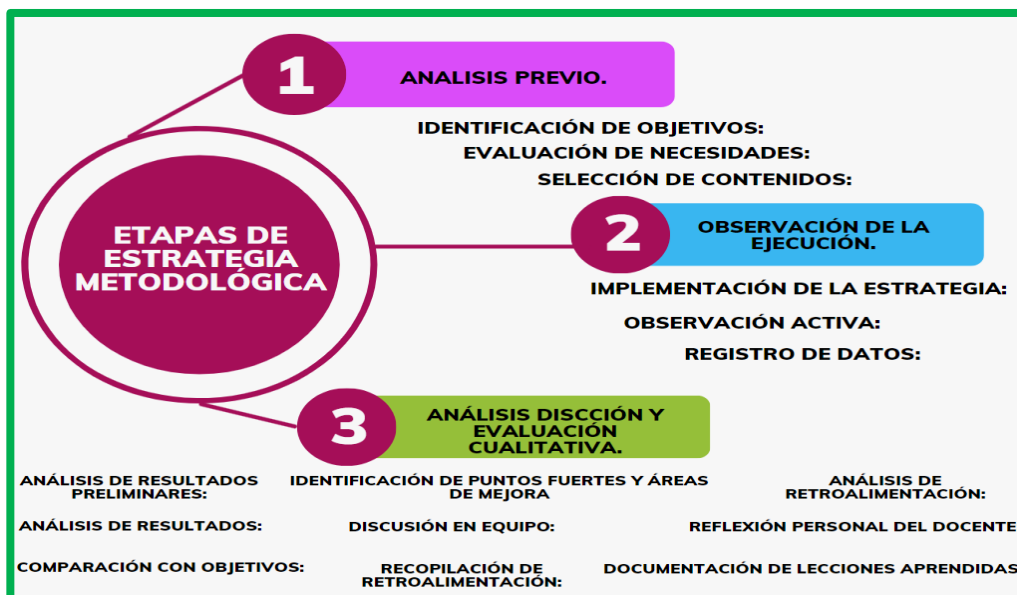 1
ANALISIS PREVIO.
IDENTIFICACIÓN DE OBJETIVOS:
EVALUACIÓN DE NECESIDADES:
SELECCIÓN DE CONTENIDOS:
ETAPAS DE
ESTRATEGIA
METODOLÓGICA
2
OBSERVACIÓN DE LA
EJECUCIÓN.
IMPLEMENTACIÓN DE LA ESTRATEGIA:
OBSERVACIÓN ACTIVA:
REGISTRO DE DATOS:
3
ANÁLISIS DISCCIÓN Y
EVALUACIÓN
CUALITATIVA.
ANÁLISIS DE RESULTADOS
PRELIMINARES:
IDENTIFICACIÓN DE PUNTOS FUERTES Y ÁREAS
DE MEJORA
ANÁLISIS DE
RETROALIMENTACIÓN:
ANÁLISIS DE RESULTADOS:
DISCUSIÓN EN EQUIPO:
REFLEXIÓN PERSONAL DEL DOCENTE
COMPARACIÓN CON OBJETIVOS:
RECOPILACIÓN DE
RETROALIMENTACIÓN:
DOCUMENTACIÓN DE LECCIONES APRENDIDAS